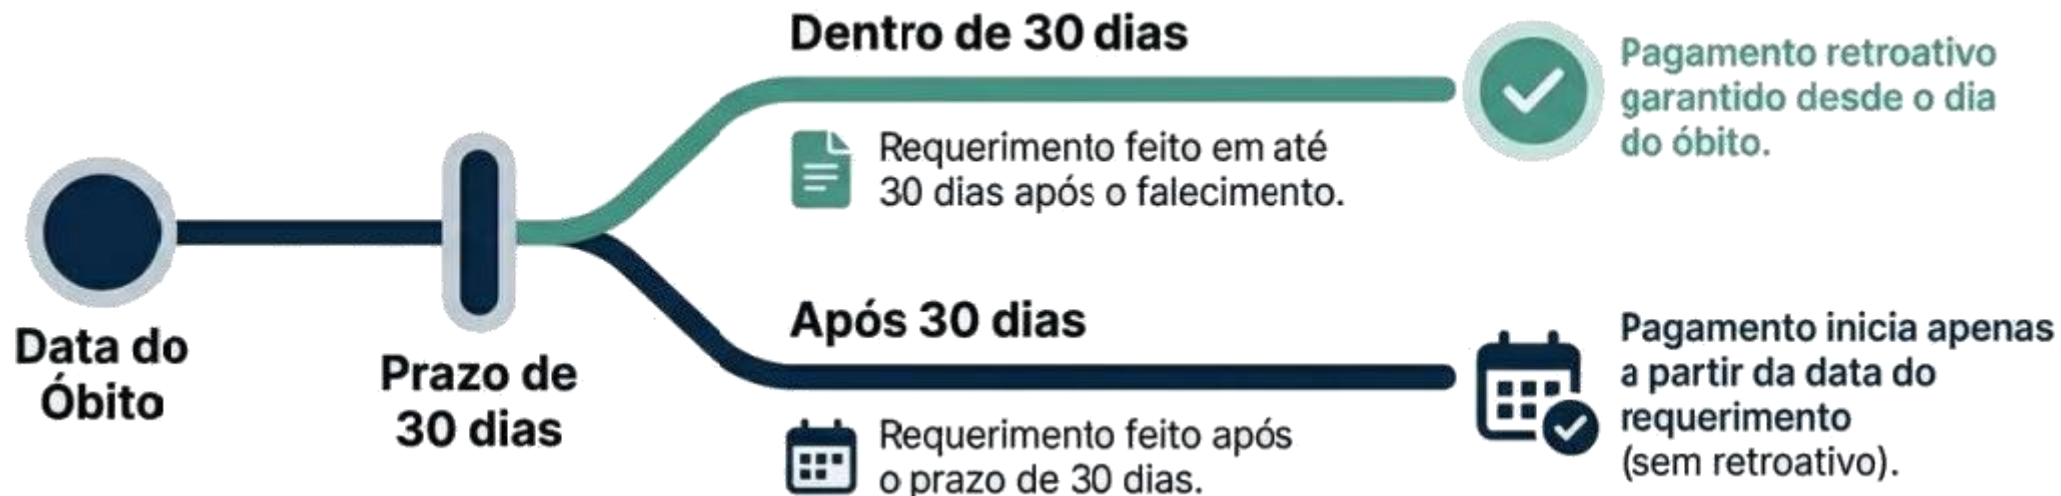 Data do
Óbito
Prazo de
30 dias
Dentro de 30 dias
Requerimento feito em até
30 dias após o falecimento.
Pagamento retroativo
garantido desde o dia
do óbito.
Após 30 dias
Requerimento feito após
o prazo de 30 dias.
Pagamento inicia apenas
a partir da data do
requerimento
(sem retroativo).